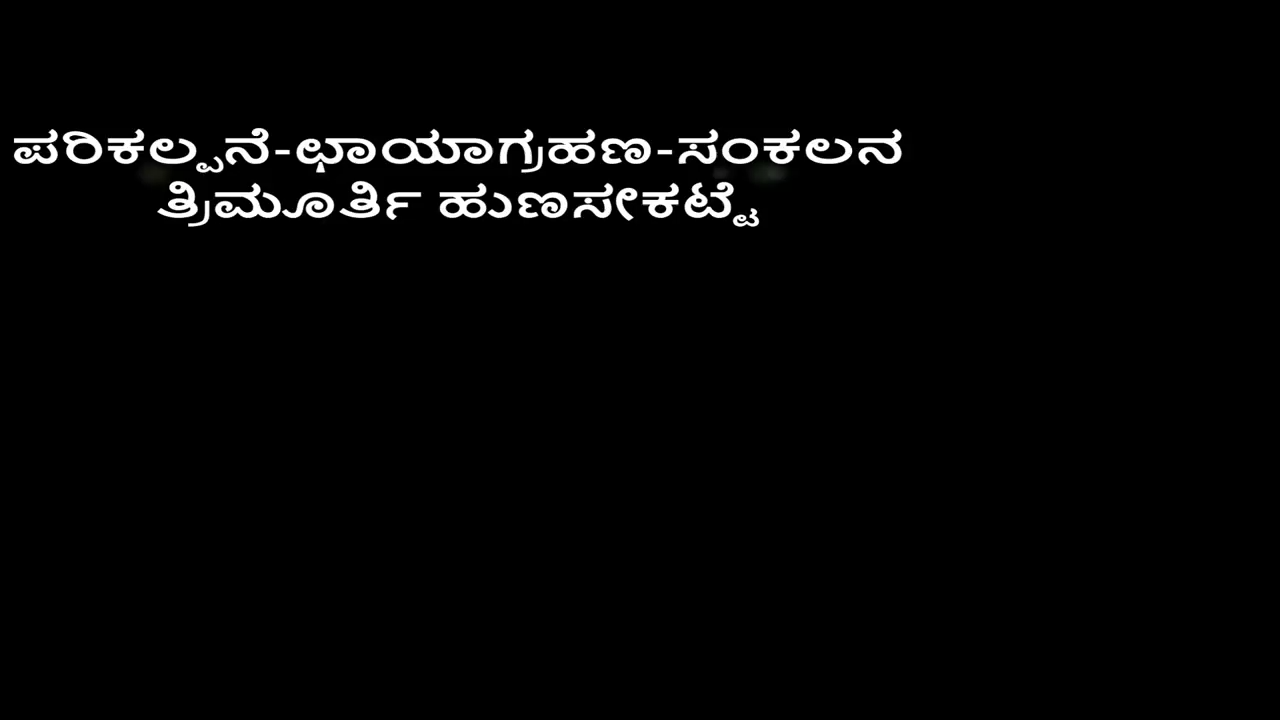 ಪರಿಕಲ್ಪನೆ-ಛಾಯಾಗ್ರಹಣ-ಸಂಕಲನ
ತ್ರಿಮೂರ್ತಿ ಹುಣಸೇಕಟ್ಟೆ